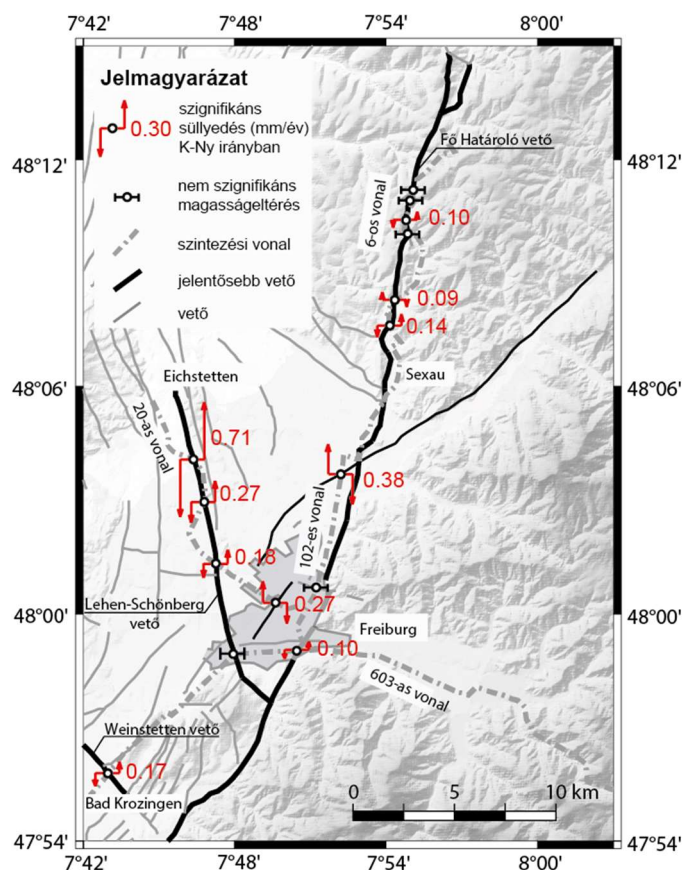 7°42'
7°54'
8°00'
Jelmagyarázat
0.30
szignifikáns
süllyedés (mm/év)
K-Ny irányban
nem szignifikáns
magasságeltérés
szintezési vonal
jelentősebb vető
vető
48°12'
48°12'
Fő Határoló vető
6-os vonal
0.10
0.09
0.14
48°06'
48°06'
Eichstetten
Sexau
20-as vonal
0.71
0.27
0.38
102-es vonal
0.18
Lehen-Schönberg
vető
0.27
48°00'
48°00'
Freiburg
0.10
603-as vonal
Weinstetten vető
0.17
Bad Krozingen
0
5
10 km
47°54'
47°54'
7°42'
7°48'
7°54'
8°00'